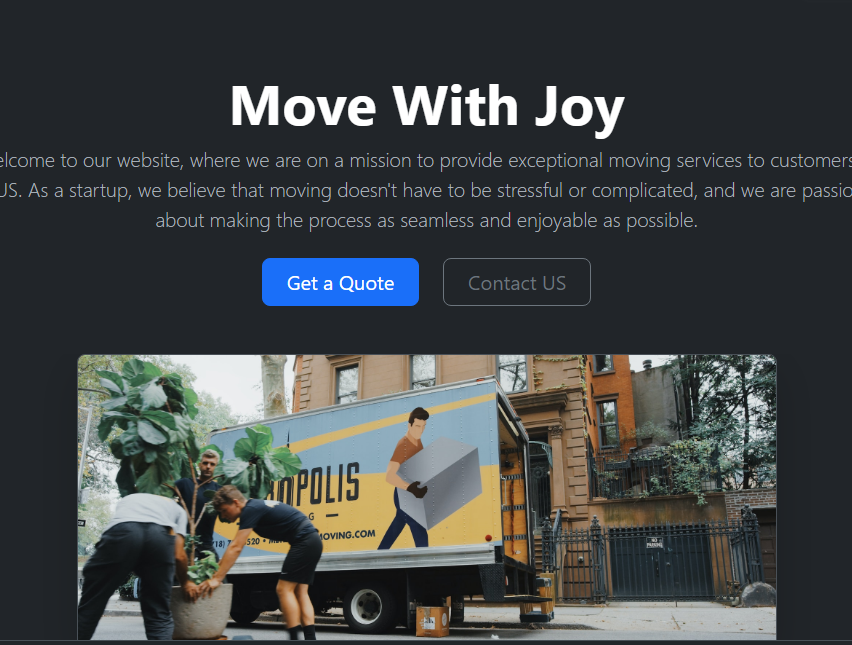 Move With Joy
elcome to our website, where we are on a mission to provide exceptional moving services to customers
US. As a startup, we believe that moving doesn't have to be stressful or complicated, and we are passio
about making the process as seamless and enjoyable as possible.
Get a Quote
Contact US
OPOLIS
G
MOVING.COM
NO
PARKING